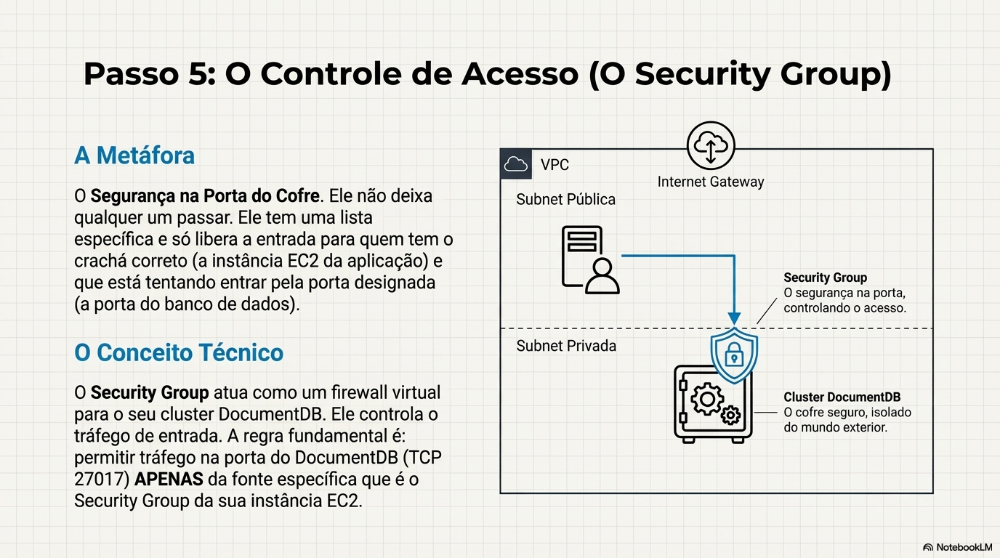 Passo 5: O Controle de Acesso (O Security Group)
A Metáfora
O Segurança na Porta do Cofre. Ele não deixa
qualquer um passar. Ele tem uma lista
específica e só libera a entrada para quem tem o
crachá correto (a instância EC2 da aplicação) e
que está tentando entrar pela porta designada
(a porta do banco de dados).
O Conceito Técnico
O Security Group atua como um firewall virtual
para o seu cluster DocumentDB. Ele controla o
tráfego de entrada. A regra fundamental é:
permitir tráfego na porta do DocumentDB (TCP
27017) APENAS da fonte específica que é o
Security Group da sua instância EC2.
VPC
Internet Gateway
Subnet Pública
Security Group
O segurança na porta,
controlando o acesso.
Subnet Privada
Cluster DocumentDB
O cofre seguro, isolado
do mundo exterior.
NotebookLM